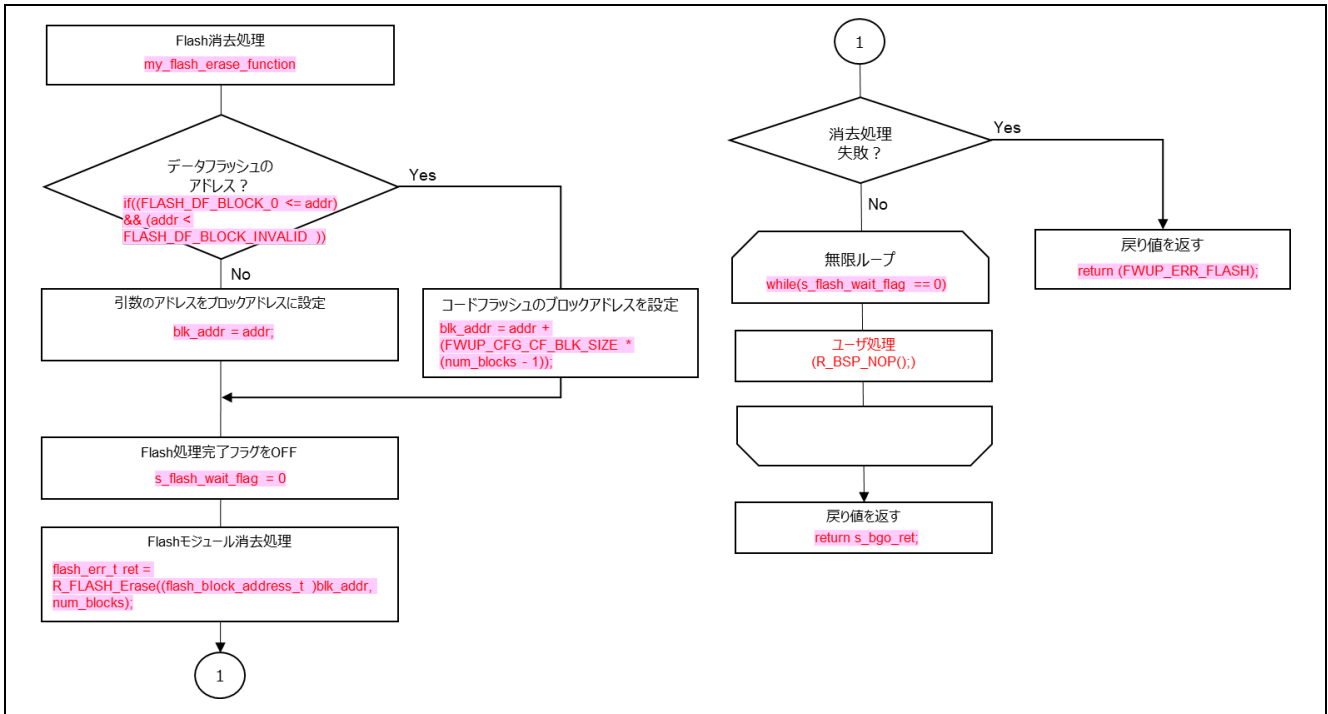 Flash消去処理
my_flash_erase_function
データフラッシュの
アドレス？
if((FLASH_DF_BLOCK_0 <= addr)
&& (addr <
FLASH_DF_BLOCK_INVALID ))
Yes
No
引数のアドレスをブロックアドレスに設定
blk_addr = addr;
コードフラッシュのブロックアドレスを設定
blk_addr = addr +
(FWUP_CFG_CF_BLK_SIZE *
(num_blocks - 1));
Flash処理完了フラグをOFF
s_flash_wait_flag = 0
Flashモジュール消去処理
flash_err_t ret =
R_FLASH_Erase((flash_block_address_t )blk_addr,
num_blocks);
1
1
消去処理
失敗？
Yes
No
戻り値を返す
return (FWUP_ERR_FLASH);
無限ループ
while(s_flash_wait_flag == 0)
ユーザ処理
(R_BSP_NOP();)
戻り値を返す
return s_bgo_ret;